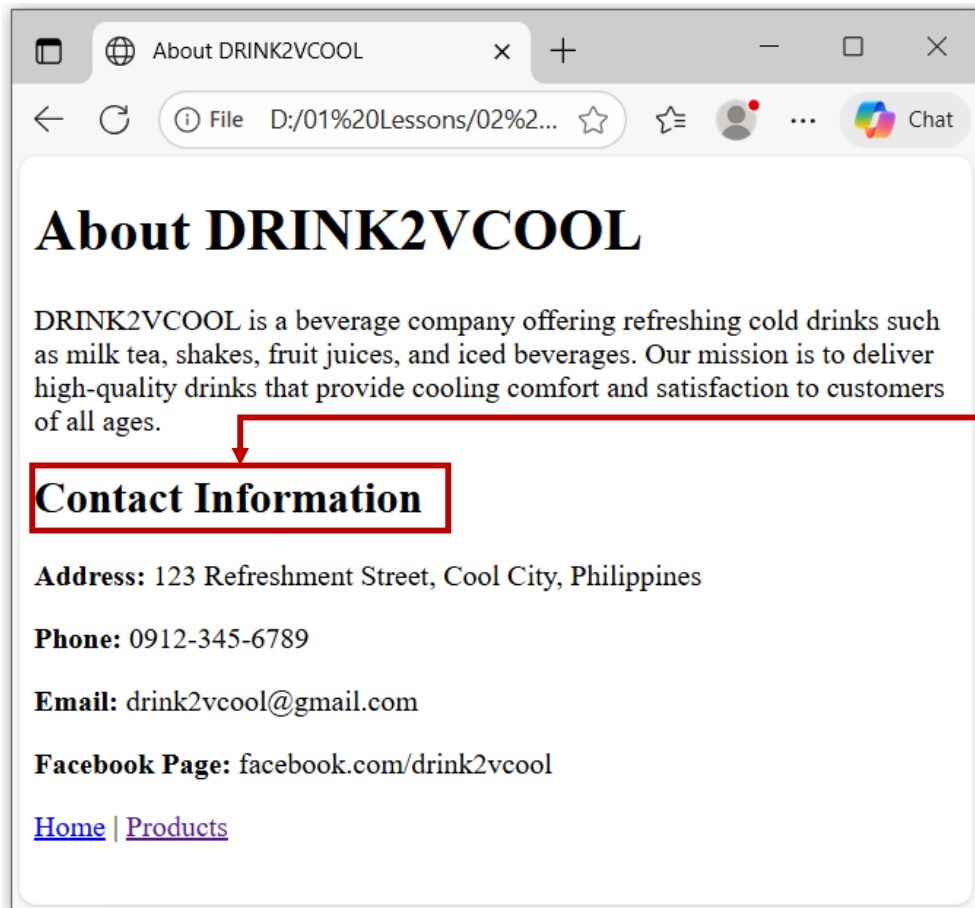 About DRINK2VCOOL
File D:/01%20Lessons/02%2...
Chat
About DRINK2VCOOL
DRINK2VCOOL is a beverage company offering refreshing cold drinks such
as milk tea, shakes, fruit juices, and iced beverages. Our mission is to deliver
high-quality drinks that provide cooling comfort and satisfaction to customers
of all ages.
Contact Information
Address: 123 Refreshment Street, Cool City, Philippines
Phone: 0912-345-6789
Email: drink2vcool@gmail.com
Facebook Page: facebook.com/drink2vcool
Home | Products